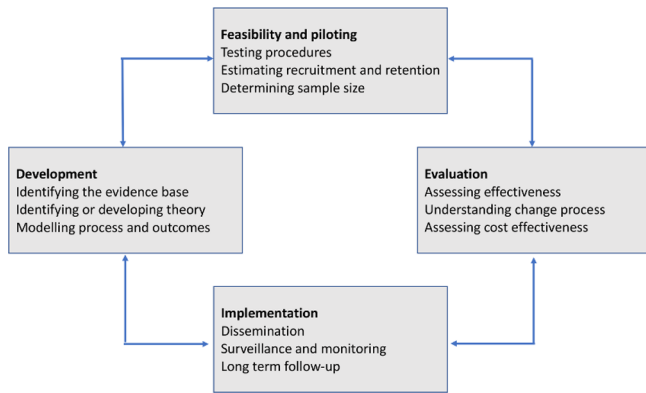 Feasibility and piloting
Testing procedures
Estimating recruitment and retention
Determining sample size
Development
Identifying the evidence base
Identifying or developing theory
Modelling process and outcomes
Evaluation
Assessing effectiveness
Understanding change process
Assessing cost effectiveness
Implementation
Dissemination
Surveillance and monitoring
Long term follow-up